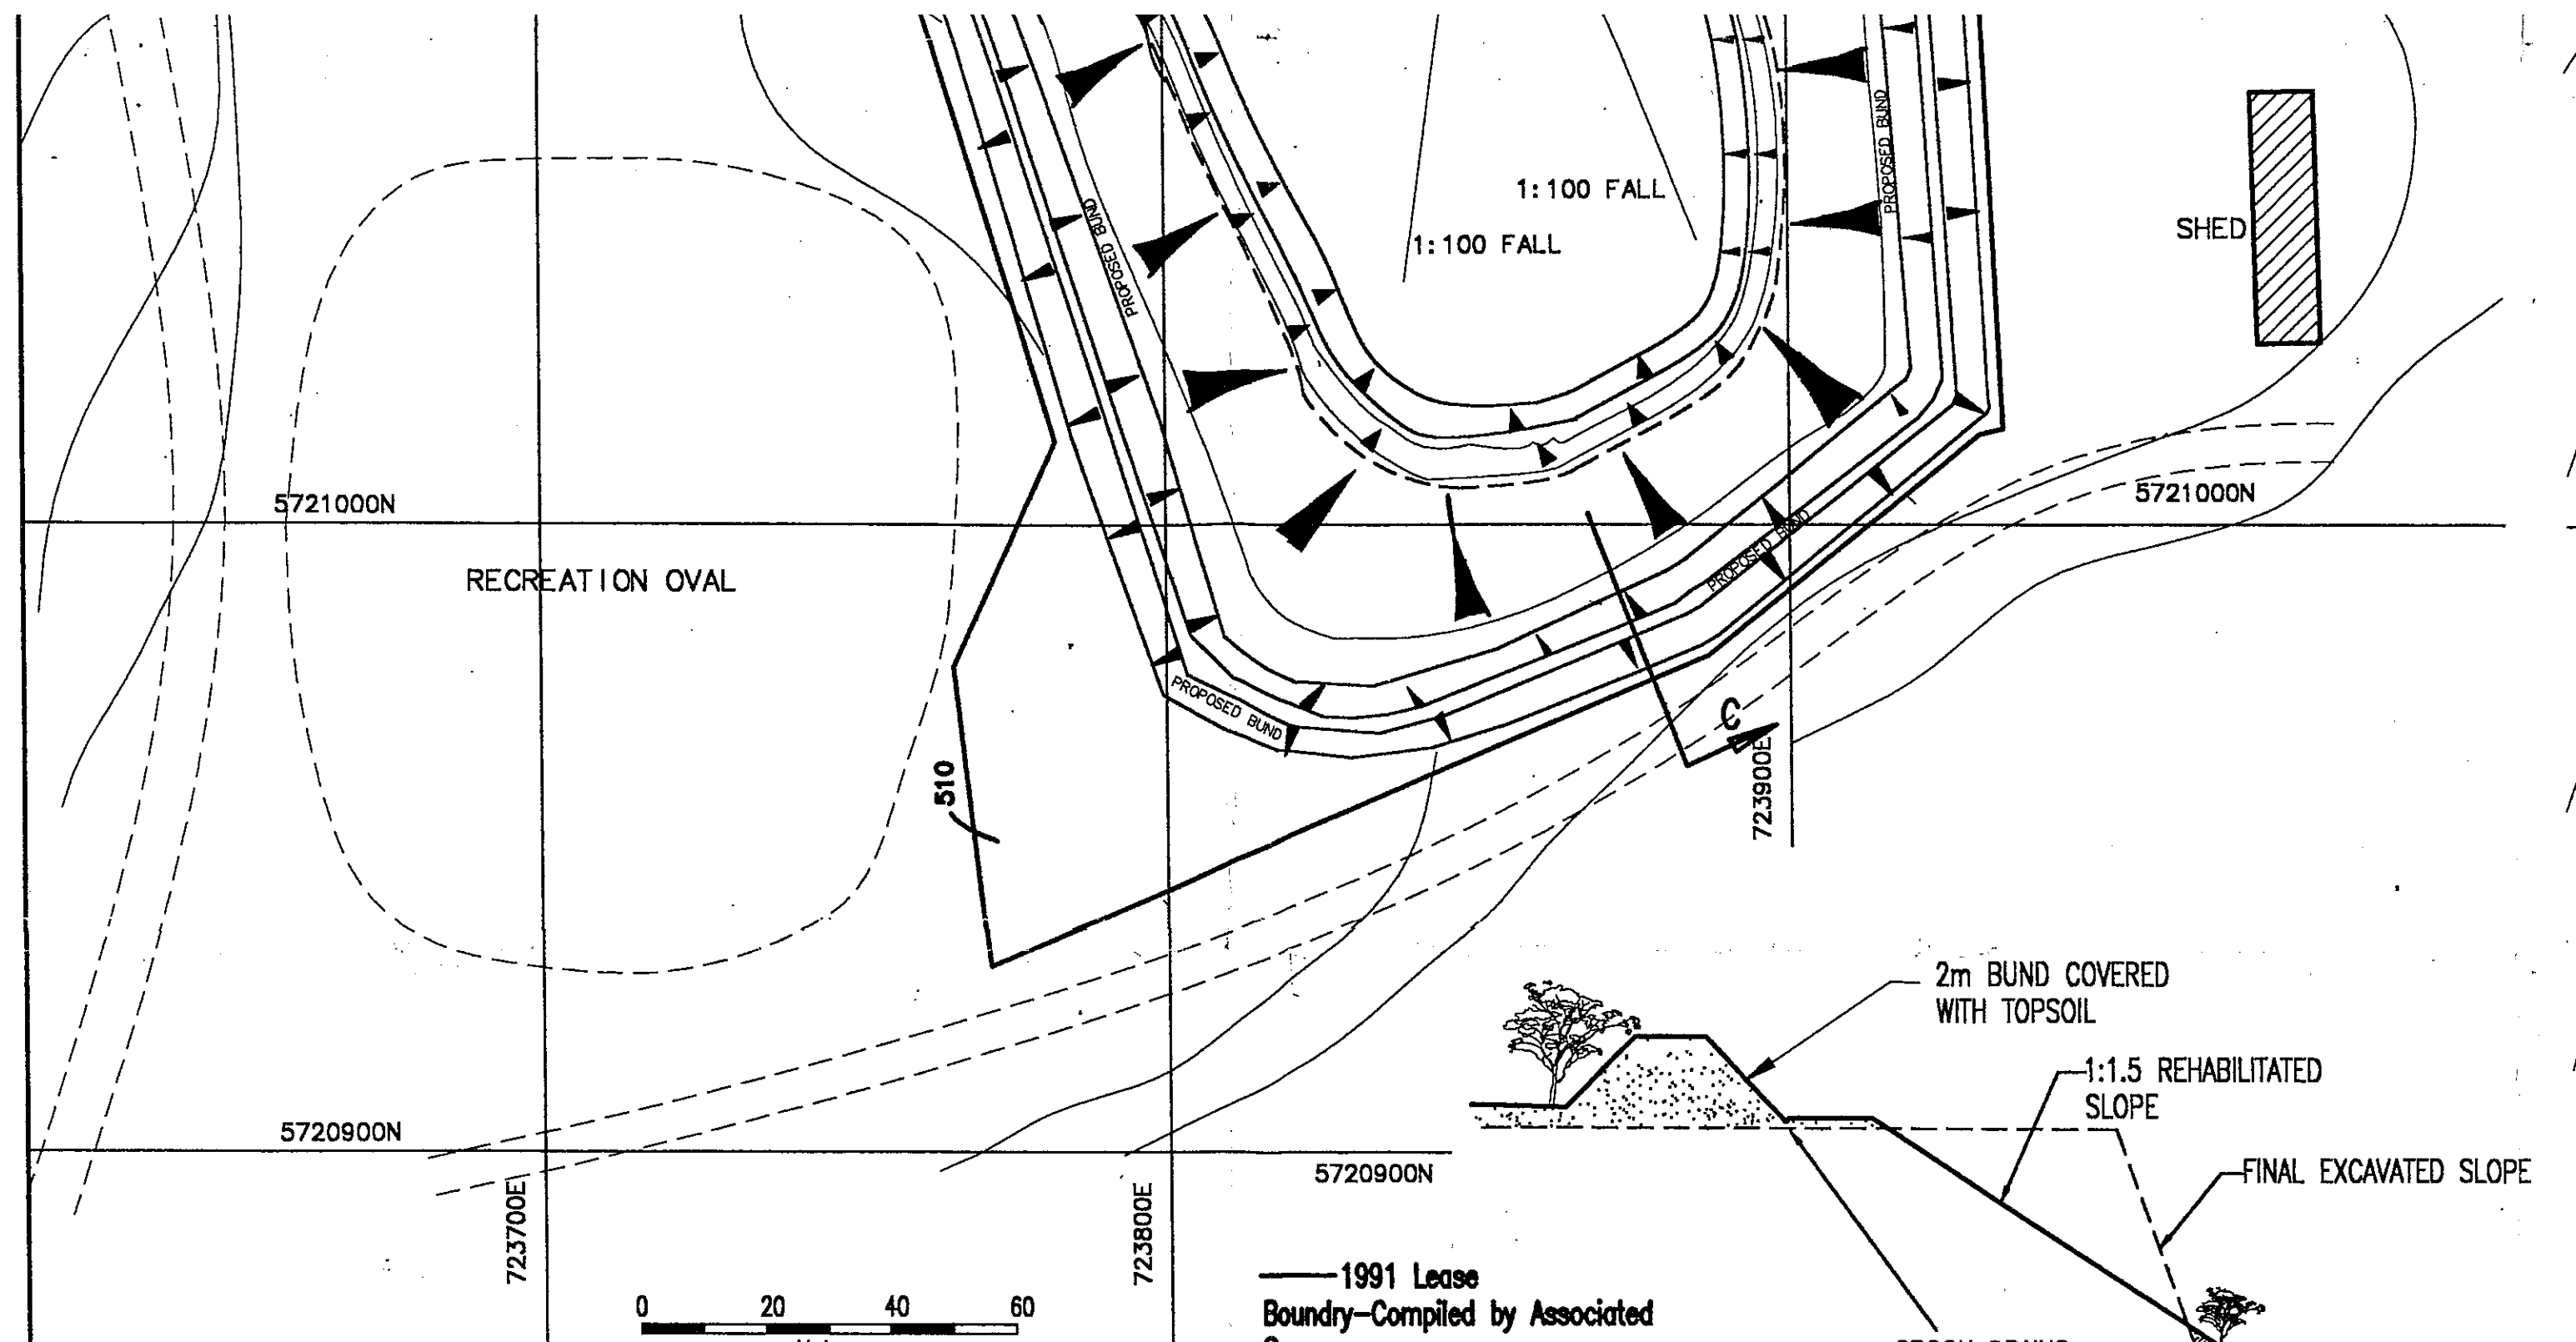 1:100 FALL
1:100 FALL
PROPOSED BUND
PROPOSED BUND
SHED
5721000N
5721000N
RECREATION OVAL
PROPOSED BUND
PROPOSED BUND
510
C
723900E
2m BUND COVERED
WITH TOPSOIL
1:1.5 REHABILITATED
SLOPE
FINAL EXCAVATED SLOPE
5720900N
5720900N
723700E
723800E
0 20 40 60
1991 Lease
Boundry-Compiled by Associated